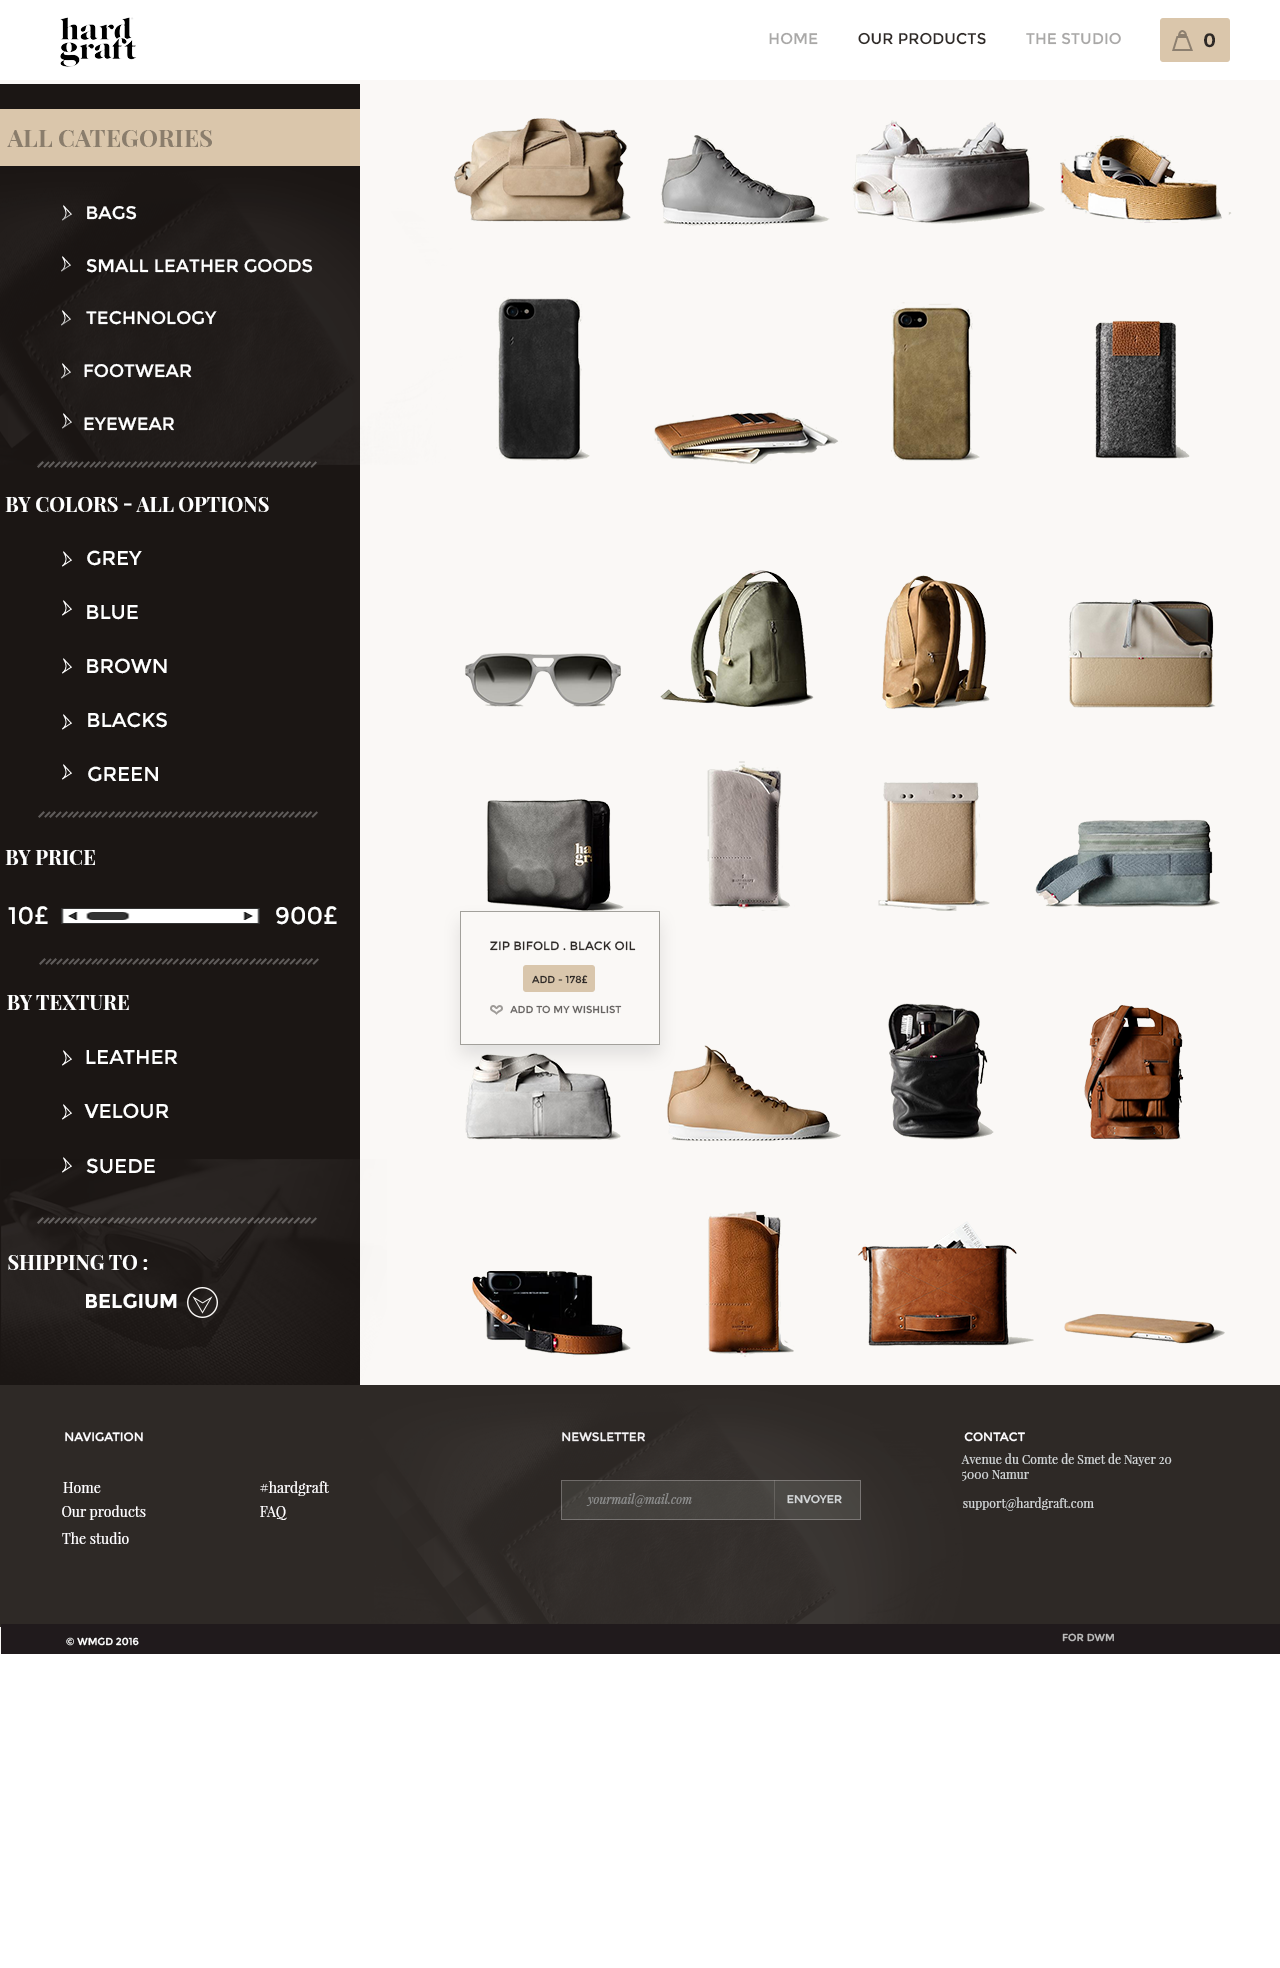 hard
graft
HOME
OUR PRODUCTS
THE STUDIO
0
ALL CATEGORIES
BAGS
SMALL LEATHER GOODS
TECHNOLOGY
FOOTWEAR
EYEWEAR
BY COLORS - ALL OPTIONS
GREY
BLUE
BROWN
BLACKS
GREEN
BY PRICE
10£
900£
BY TEXTURE
LEATHER
VELOUR
SUEDE
SHIPPING TO :
BELGIUM
ha
gr
ZIP BIFOLD . BLACK OIL
ADD - 178£
ADD TO MY WISHLIST
NAVIGATION
Home
Our products
The studio
#hardgraft
FAQ
NEWSLETTER
yourmail@mail.com
ENVOYER
CONTACT
Avenue du Comte de Smet de Nayer 20
5000 Namur
support@hardgraft.com
© WMGD 2016
FOR DWM